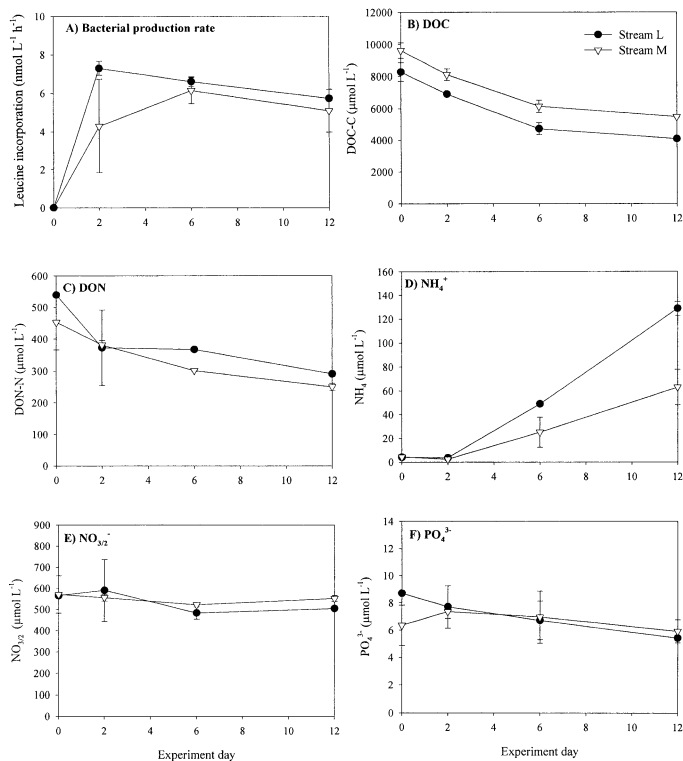 A) Bacterial production rate
Leucine incorporation (nmol L⁻¹ h⁻¹)
10
8
6
4
2
0
0 2 4 6 8 10 12
B) DOC
Stream L
Stream M
DOC-C (µmol L⁻¹)
12000
10000
8000
6000
4000
2000
0
0 2 4 6 8 10 12
C) DON
DON-N (µmol L⁻¹)
600
500
400
300
200
100
0
0 2 4 6 8 10 12
D) NH₄⁺
NH₄ (µmol L⁻¹)
160
140
120
100
80
60
40
20
0
0 2 4 6 8 10 12
E) NO₃/₂⁻
NO₃/₂ (µmol L⁻¹)
900
800
700
600
500
400
300
200
100
0
0 2 4 6 8 10 12
Experiment day
F) PO₄³⁻
PO₄³⁻ (µmol L⁻¹)
14
12
10
8
6
4
2
0
0 2 4 6 8 10 12
Experiment day